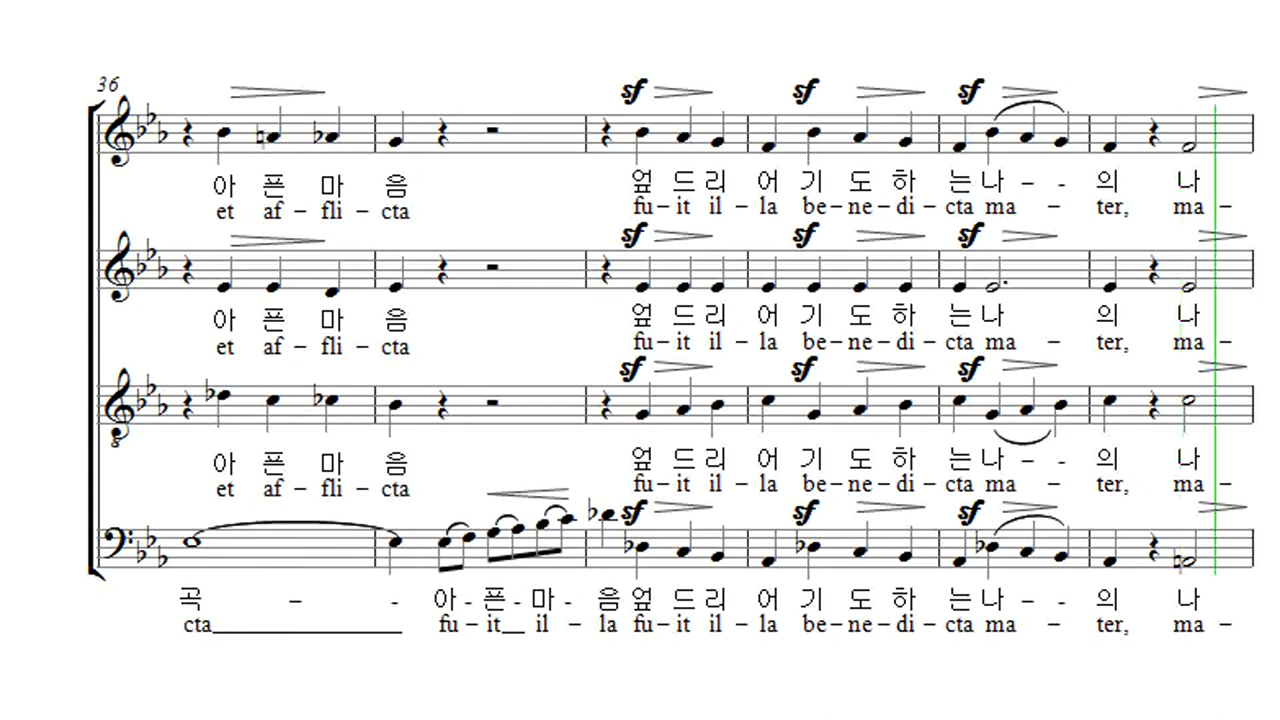 36
sf sf sf
아 픈 마 음 엎 드 리 어 기 도 하 는 나 - - 의 나
et af – fli – cta fu – it il – la be – ne – di – cta ma – ter, ma –
sf sf sf
아 픈 마 음 엎 드 리 어 기 도 하 는 나 의 나
et af – fli – cta fu – it il – la be – ne – di – cta ma – ter, ma –
sf sf sf
아 픈 마 음 엎 드 리 어 기 도 하 는 나 - - 의 나
et af – fli – cta fu – it il – la be – ne – di – cta ma – ter, ma –
sf sf sf
곡 - - 아 - 픈 - 마 - 음 엎 드 리 어 기 도 하 는 나 - - 의 나
cta____ fu – it__ il – la fu – it il – la be – ne – di – cta ma – ter, ma –